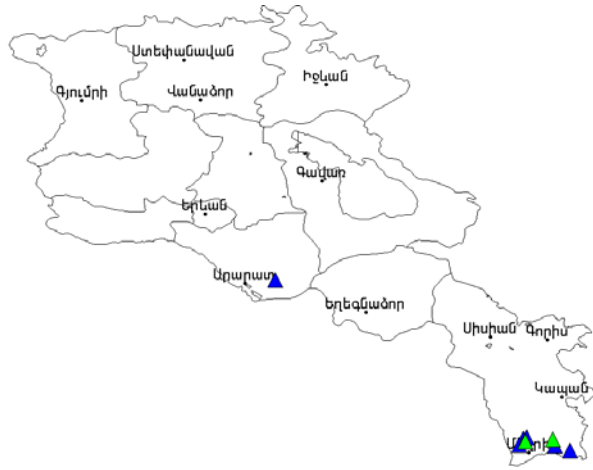 Ստեփանավան
Իջևան
Գյումրի
Վանաձոր
Գավառ
Երևան
Արարատ
Եղեգնաձոր
Սիսիան
Գորիս
Կապան